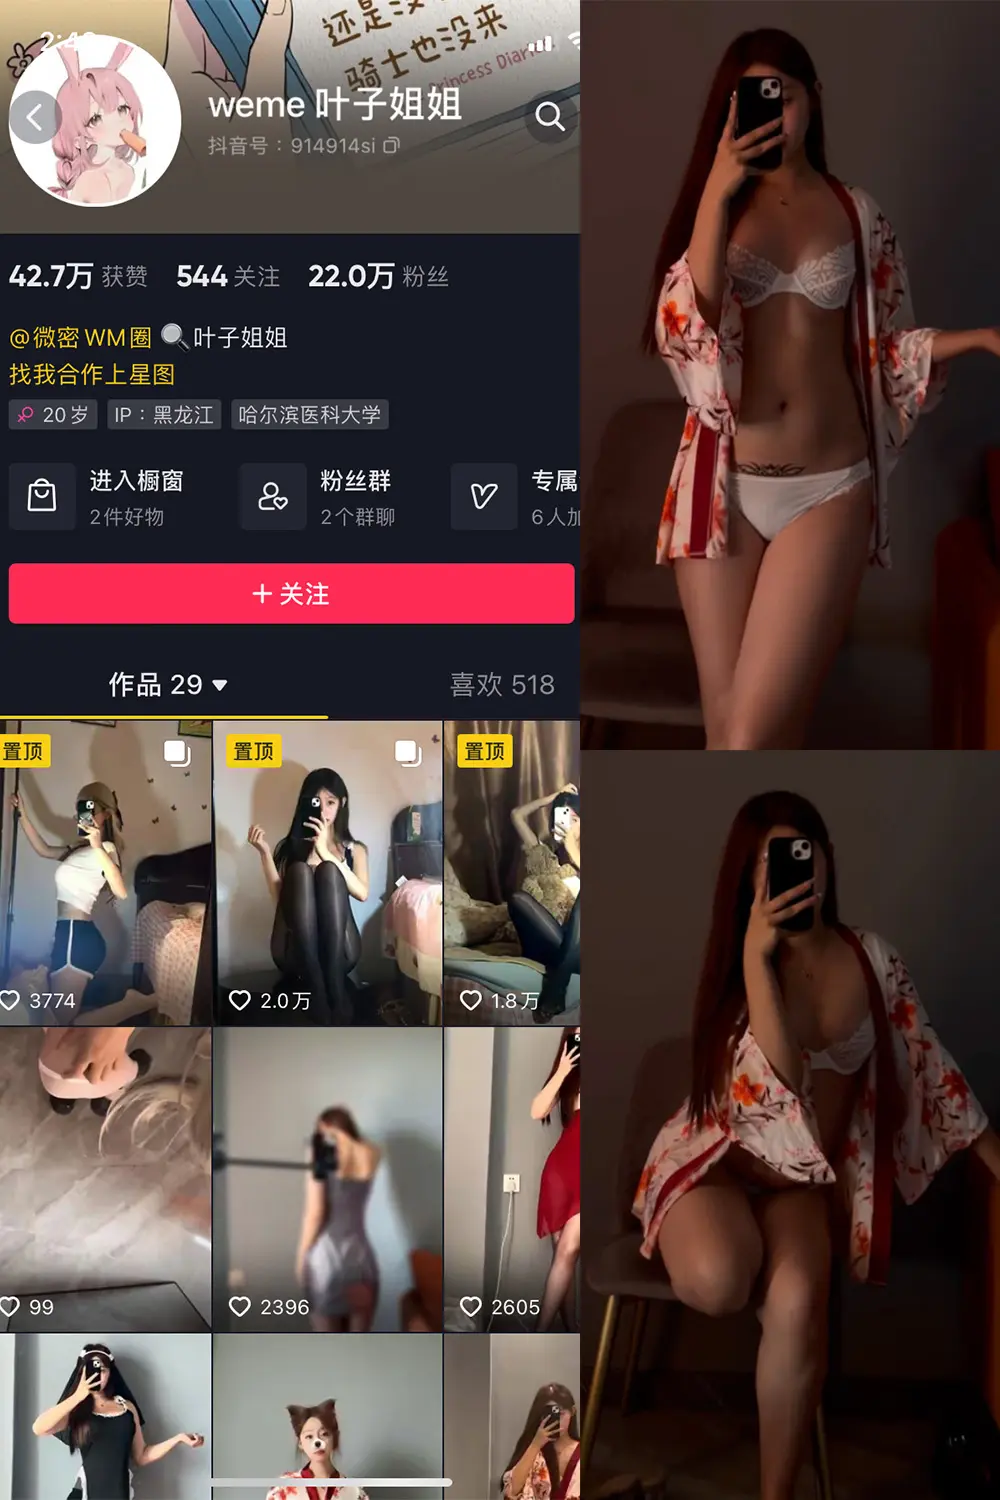 还是没
骑士也没来
Princess Diar
2:4
weme 叶子姐姐
抖音号：914914si
42.7万 获赞 544 关注 22.0万 粉丝
@微密WM圈 🔍叶子姐姐
找我合作上星图
20岁 IP：黑龙江 哈尔滨医科大学
进入橱窗 粉丝群 专属
2件好物 2个群聊 6人加
+ 关注
作品 29 喜欢 518
置顶 置顶 置顶
3774 2.0万 1.8万
99 2396 2605